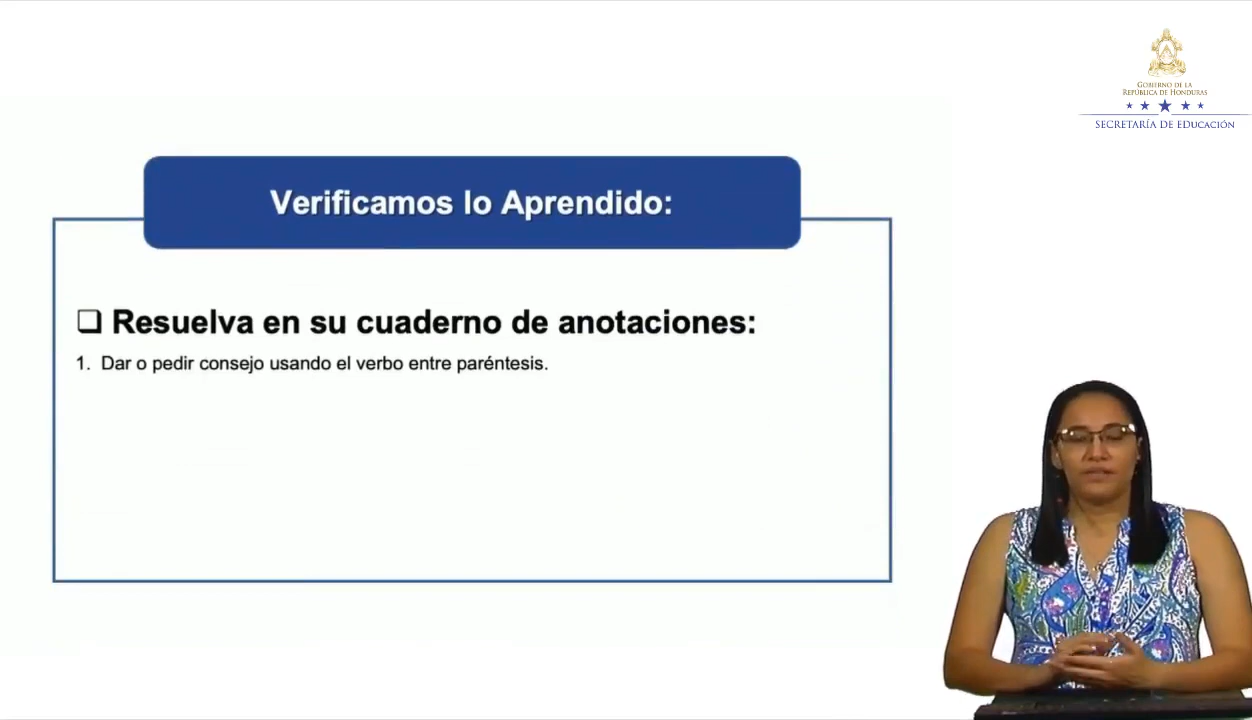 GOBIERNO DE LA
REPÚBLICA DE HONDURAS
SECRETARÍA DE EDUCACIÓN
Verificamos lo Aprendido:
Resuelva en su cuaderno de anotaciones:
1. Dar o pedir consejo usando el verbo entre paréntesis.